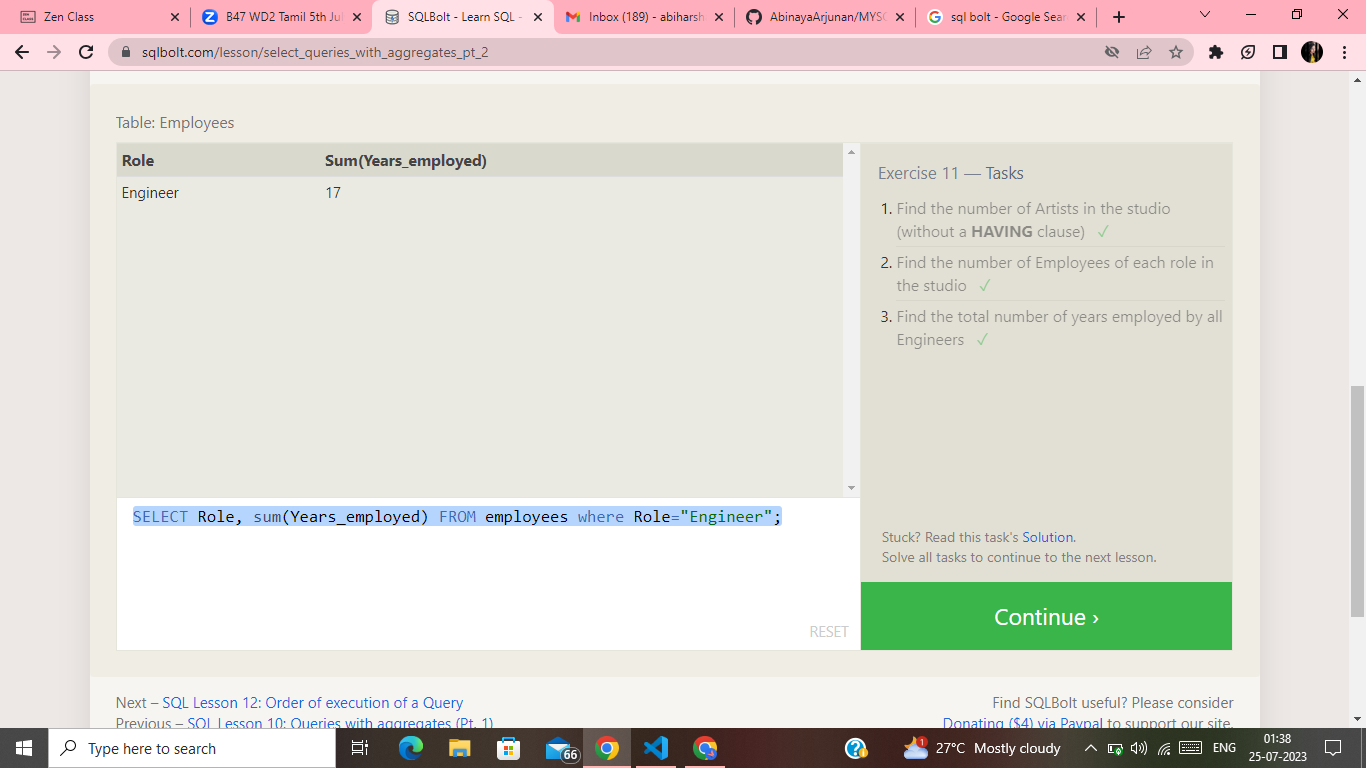 Zen Class
B47 WD2 Tamil 5th Jul
SQLBolt - Learn SQL -
Inbox (189) - abiharsh
AbinayaArjunan/MYSQ
sql bolt - Google Sear
sqlbolt.com/lesson/select_queries_with_aggregates_pt_2
Table: Employees
Role Sum(Years_employed)
Engineer 17
Exercise 11 — Tasks
1. Find the number of Artists in the studio
(without a HAVING clause) ✓
2. Find the number of Employees of each role in
the studio ✓
3. Find the total number of years employed by all
Engineers ✓
SELECT Role, sum(Years_employed) FROM employees where Role="Engineer";
RESET
Stuck? Read this task's Solution.
Solve all tasks to continue to the next lesson.
Continue ›
Next – SQL Lesson 12: Order of execution of a Query
Previous – SQL Lesson 10: Queries with aggregates (Pt. 1)
Find SQLBolt useful? Please consider
Donating ($4) via Paypal to support our site.
Type here to search
66
1
27°C Mostly cloudy
ENG
01:38
25-07-2023